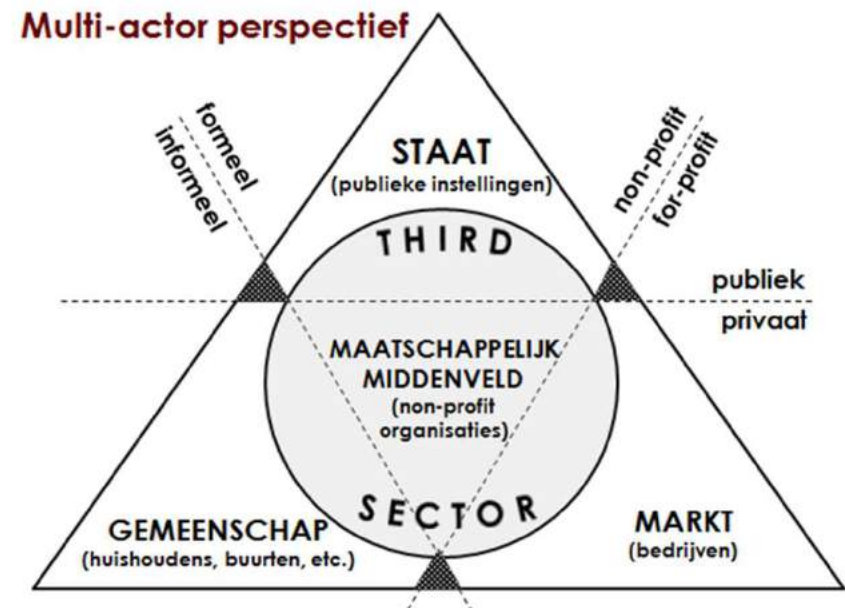 Multi-actor perspectief
formeel
informeel
non-profit
for-profit
STAAT
(publieke instellingen)
THIRD
publiek
privaat
MAATSCHAPPELIJK
MIDDENVELD
(non-profit
organisaties)
SECTOR
GEMEENSCHAP
(huishoudens, buurten, etc.)
MARKT
(bedrijven)